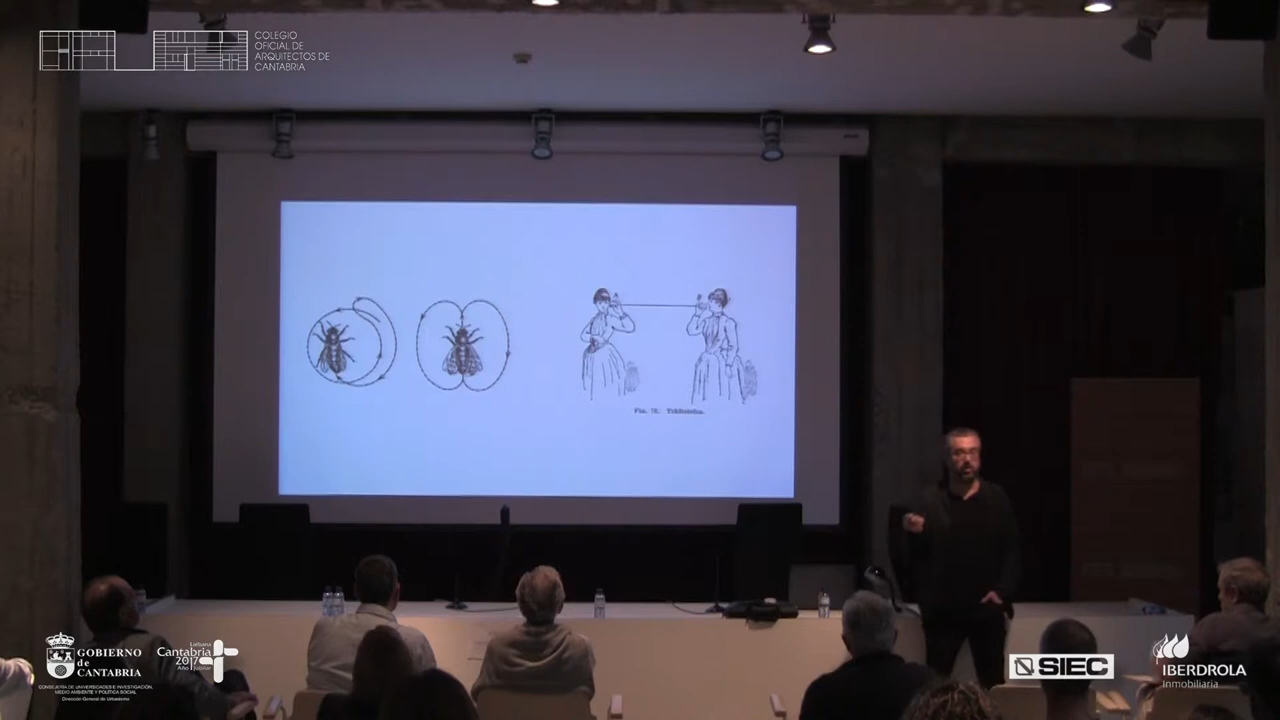 COLEGIO
OFICIAL DE
ARQUITECTOS DE
CANTABRIA
GOBIERNO
de
CANTABRIA
CONSEJERÍA DE UNIVERSIDADES E INVESTIGACIÓN,
MEDIO AMBIENTE Y POLÍTICA SOCIAL
Dirección General de Urbanismo
Cantabria
2017
SIEC
IBERDROLA
Inmobiliaria